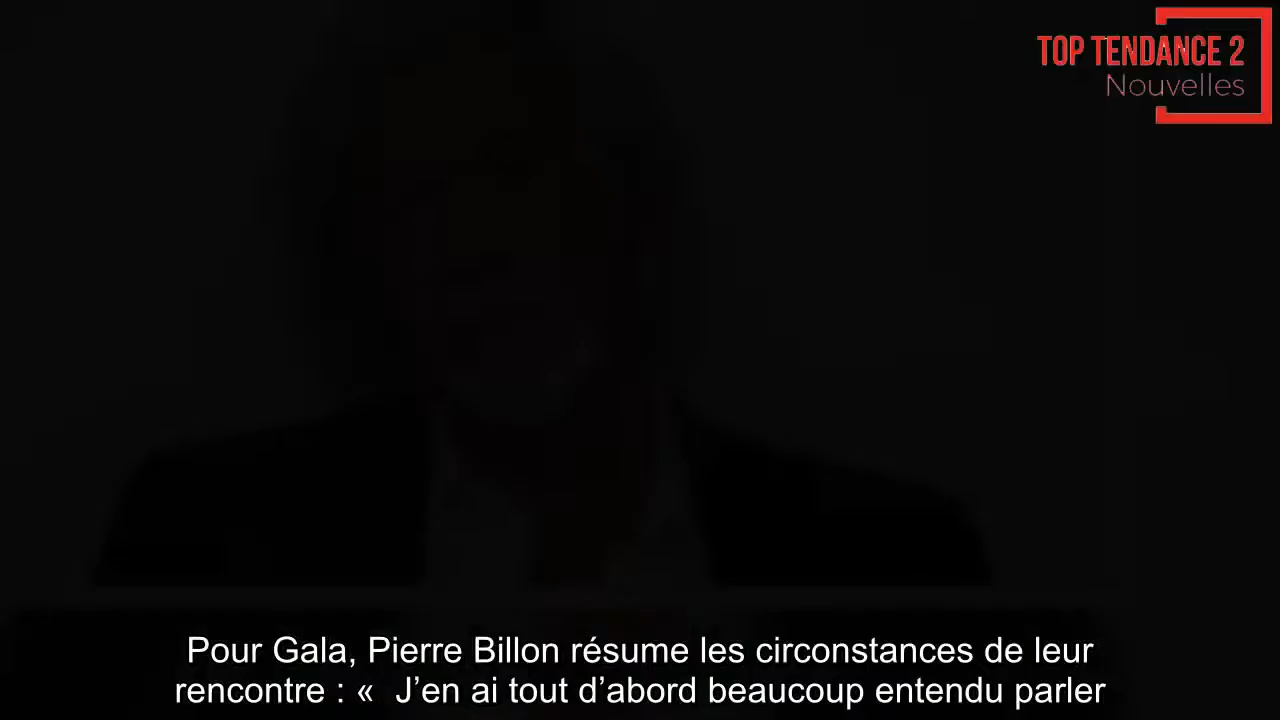 TOP TENDANCE 2
Nouvelles
Pour Gala, Pierre Billon résume les circonstances de leur
rencontre : «  J’en ai tout d’abord beaucoup entendu parler